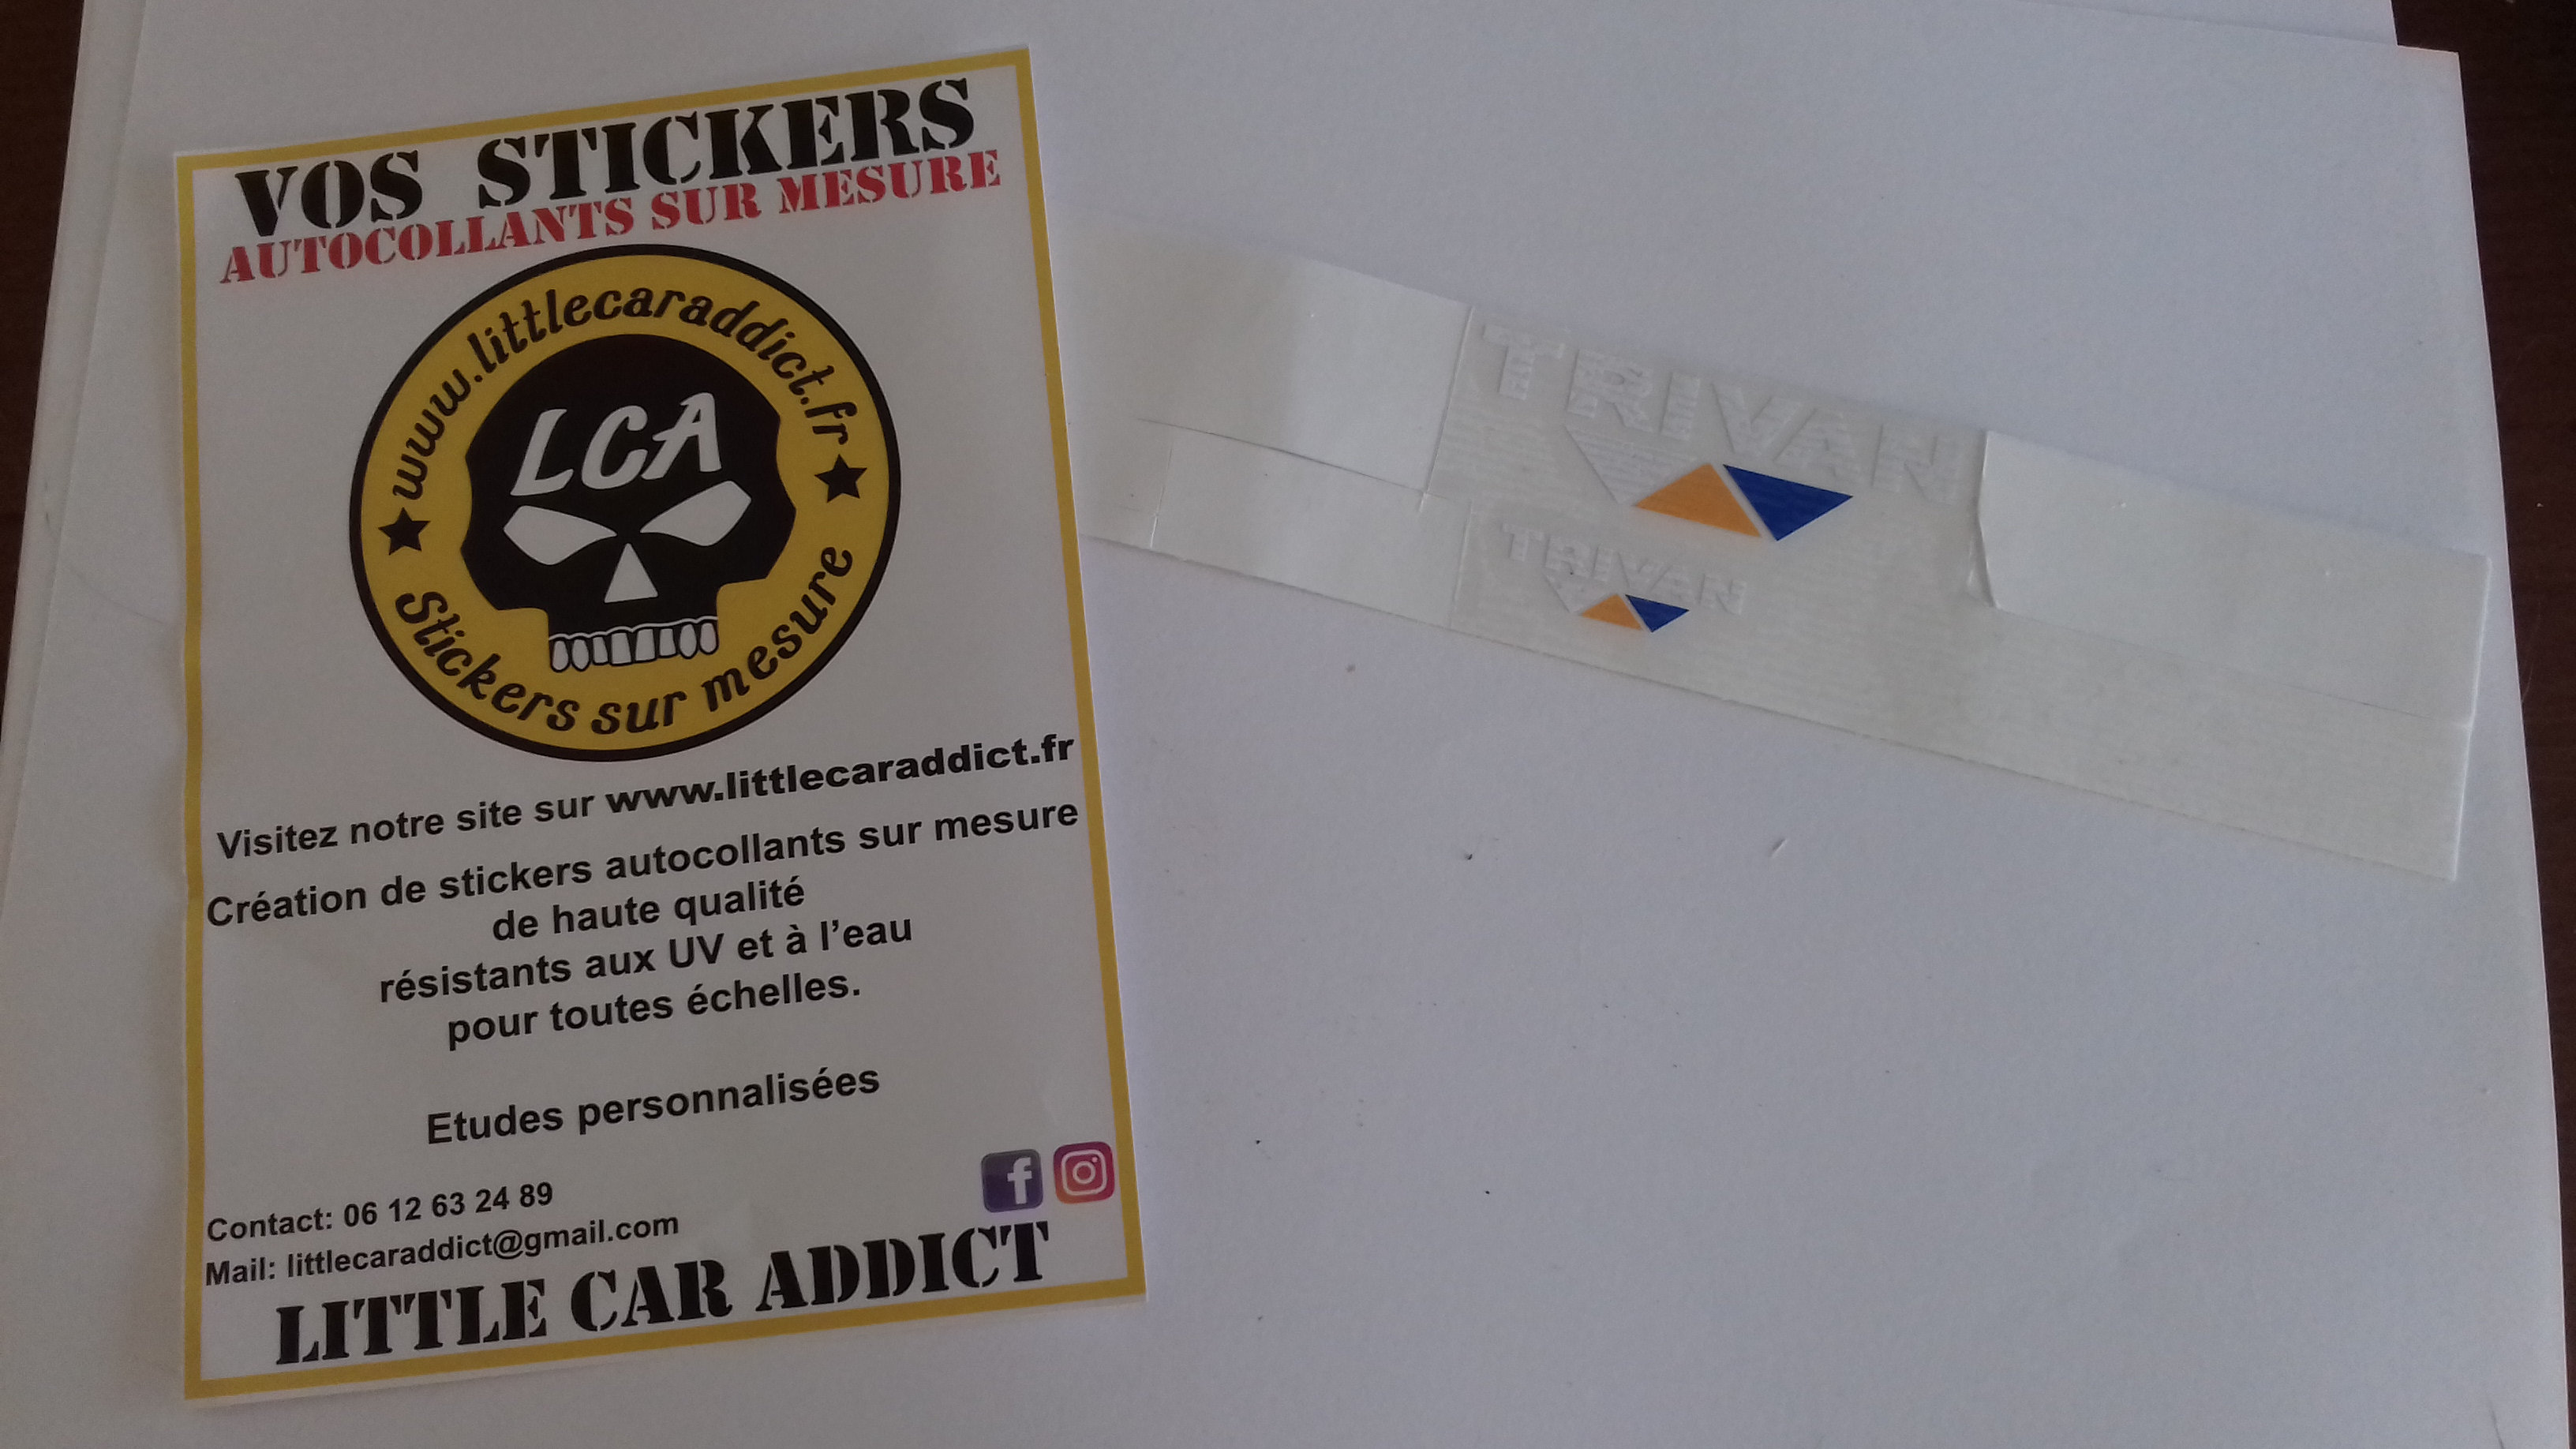 VOS STICKERS
AUTOCOLLANTS SUR MESURE
www.littlecaraddict.fr
LCA
Stickers sur mesure
Visitez notre site sur www.littlecaraddict.fr
Création de stickers autocollants sur mesure
de haute qualité
résistants aux UV et à l'eau
pour toutes échelles.
Etudes personnalisées
Contact: 06 12 63 24 89
Mail: littlecaraddict@gmail.com
f
LITTLE CAR ADDICT
TRIVAN
TRIVAN